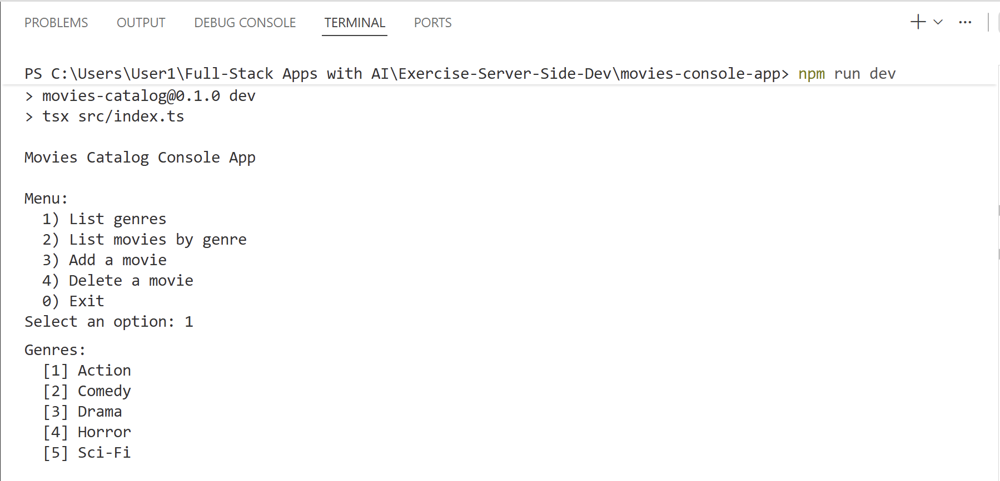 PROBLEMS OUTPUT DEBUG CONSOLE TERMINAL PORTS
PS C:\Users\User1\Full-Stack Apps with AI\Exercise-Server-Side-Dev\movies-console-app> npm run dev
> movies-catalog@0.1.0 dev
> tsx src/index.ts
Movies Catalog Console App
Menu:
1) List genres
2) List movies by genre
3) Add a movie
4) Delete a movie
0) Exit
Select an option: 1
Genres:
[1] Action
[2] Comedy
[3] Drama
[4] Horror
[5] Sci-Fi